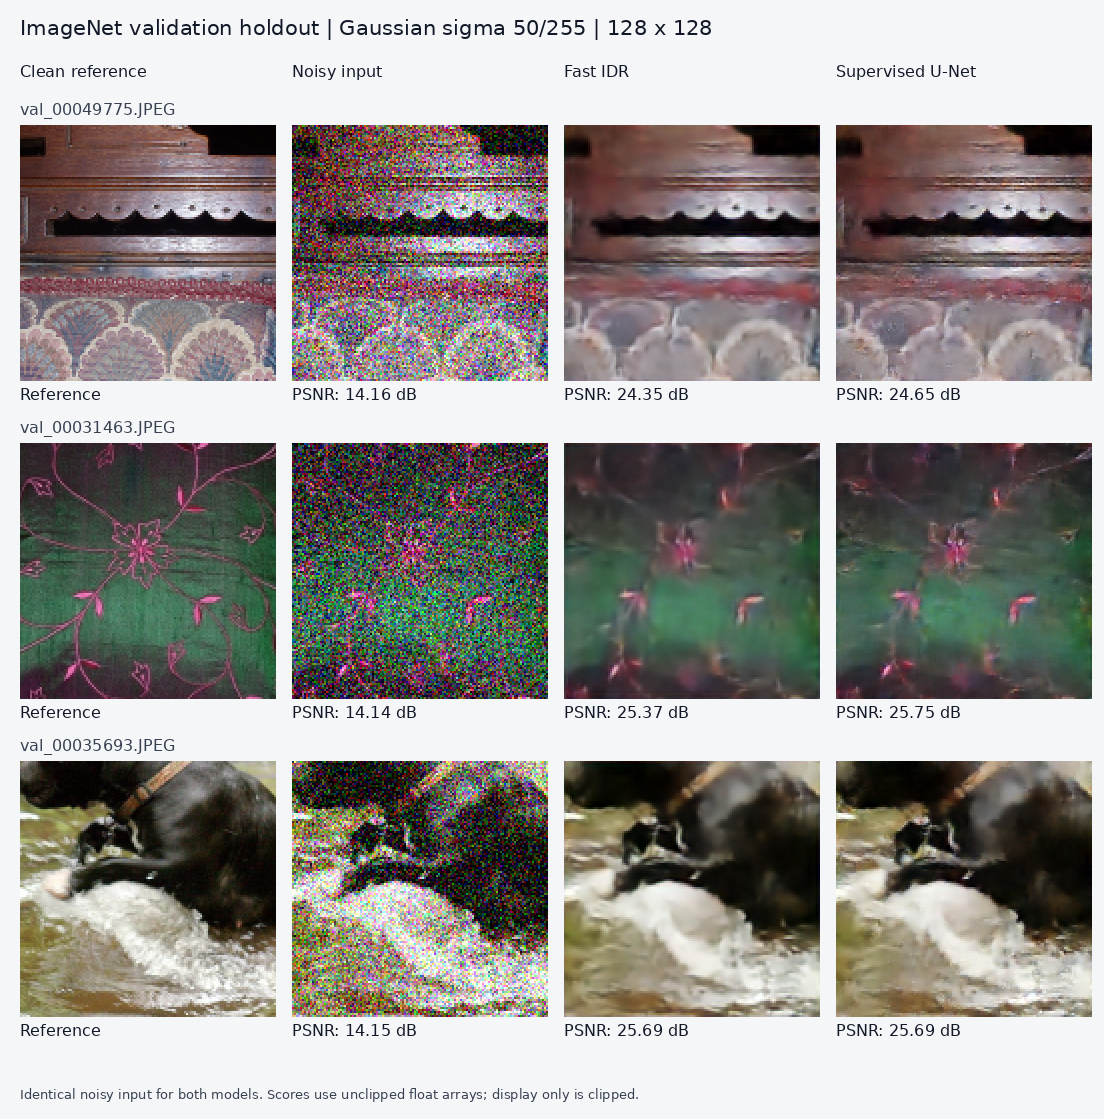 ImageNet validation holdout | Gaussian sigma 50/255 | 128 x 128
Clean reference Noisy input Fast IDR Supervised U-Net
val_00049775.JPEG
Reference PSNR: 14.16 dB PSNR: 24.35 dB PSNR: 24.65 dB
val_00031463.JPEG
Reference PSNR: 14.14 dB PSNR: 25.37 dB PSNR: 25.75 dB
val_00035693.JPEG
Reference PSNR: 14.15 dB PSNR: 25.69 dB PSNR: 25.69 dB
Identical noisy input for both models. Scores use unclipped float arrays; display only is clipped.